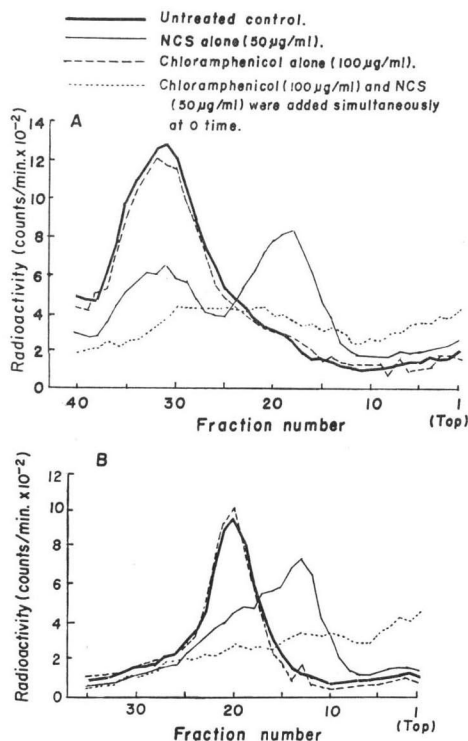 Untreated control.
NCS alone (50μg/ml).
Chloramphenicol alone (100μg/ml).
Chloramphenicol (100μg/ml) and NCS
(50μg/ml) were added simultaneously
at 0 time.
A
Radioactivity (counts/min. x 10-2)
14
12
10
8
6
4
2
0
40 30 20 10 1
Fraction number (Top)
B
Radioactivity (counts/min. x 10-2)
12
10
8
6
4
2
0
30 20 10 1
Fraction number (Top)